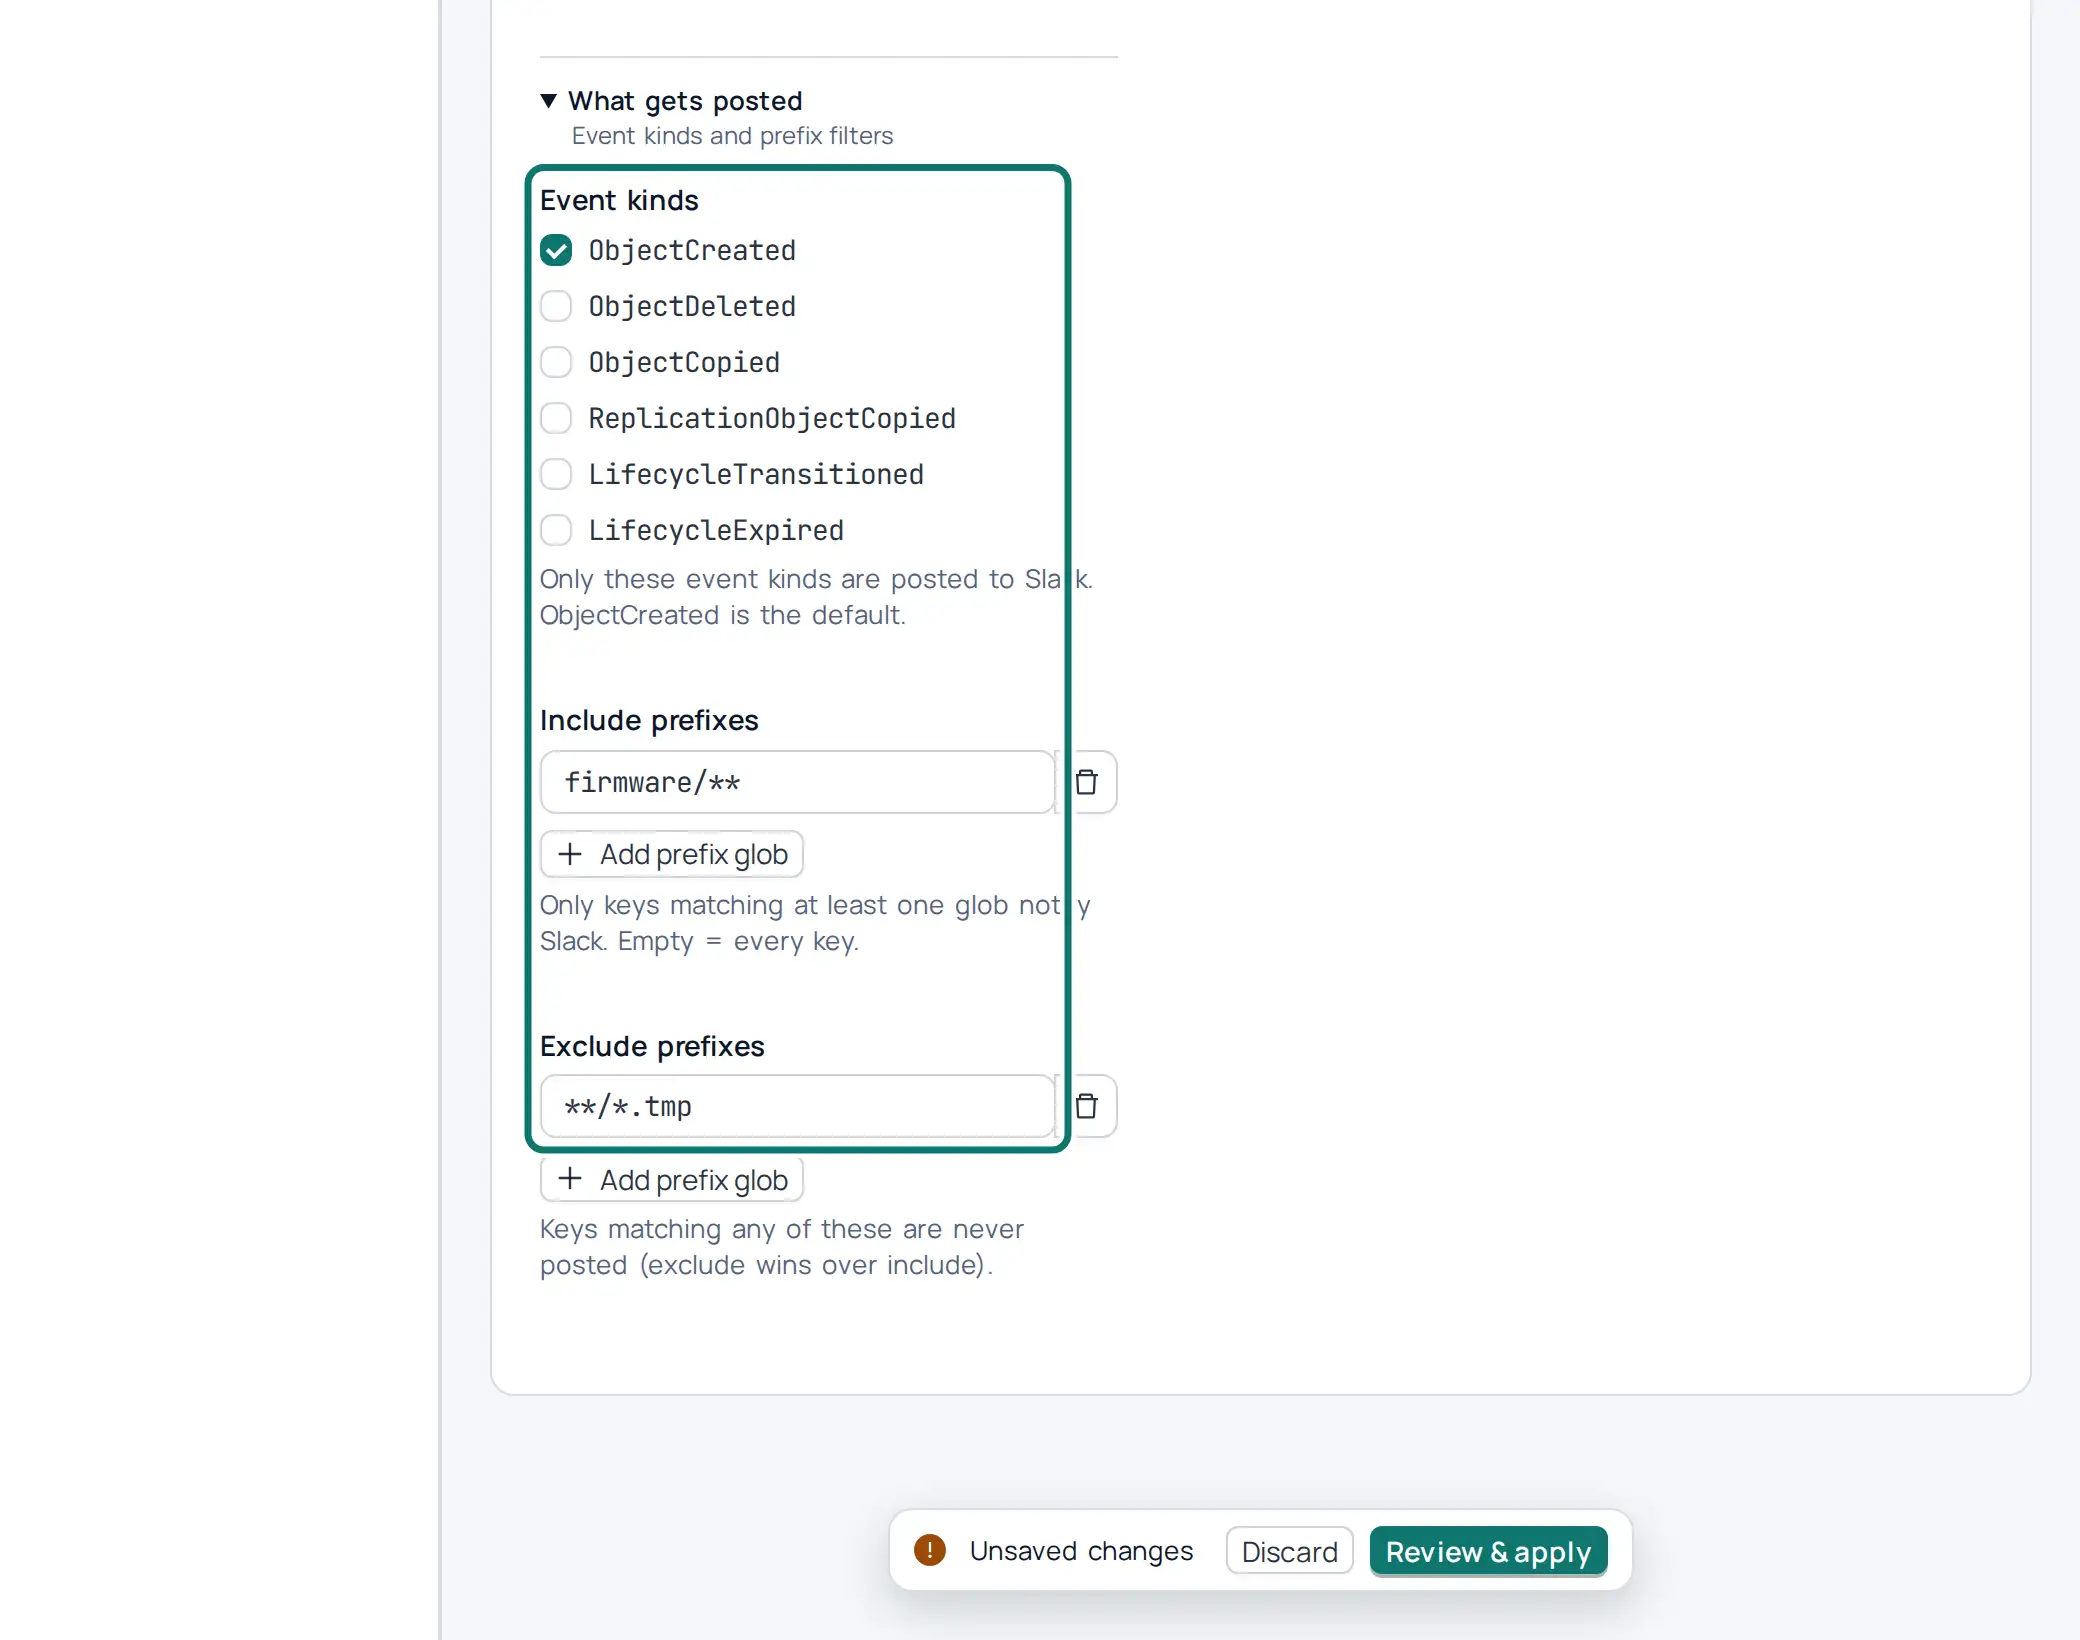 What gets posted
Event kinds and prefix filters
Event kinds
ObjectCreated
ObjectDeleted
ObjectCopied
ReplicationObjectCopied
LifecycleTransitioned
LifecycleExpired
Only these event kinds are posted to Slack.
ObjectCreated is the default.
Include prefixes
firmware/**
+ Add prefix glob
Only keys matching at least one glob notify
Slack. Empty = every key.
Exclude prefixes
**/*.tmp
+ Add prefix glob
Keys matching any of these are never
posted (exclude wins over include).
! Unsaved changes Discard Review & apply